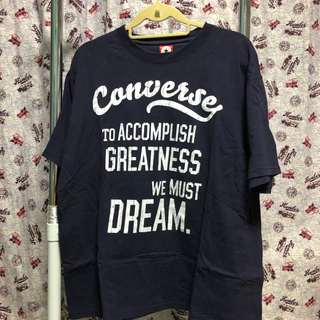 Converse
TO ACCOMPLISH
GREATNESS
WE MUST
DREAM.